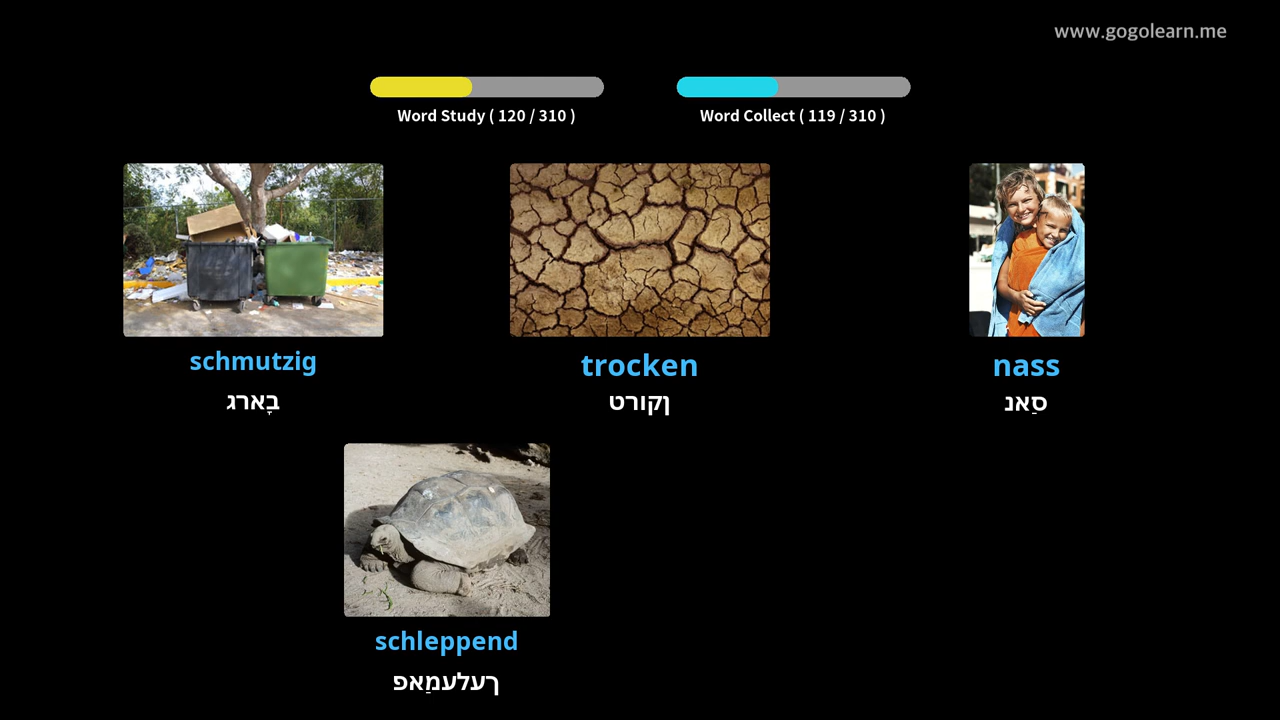 www.gogolearn.me
Word Study ( 120 / 310 )
Word Collect ( 119 / 310 )
schmutzig
בָארג
trocken
ןקורט
nass
סַאנ
schleppend
ךעלעמַאפ